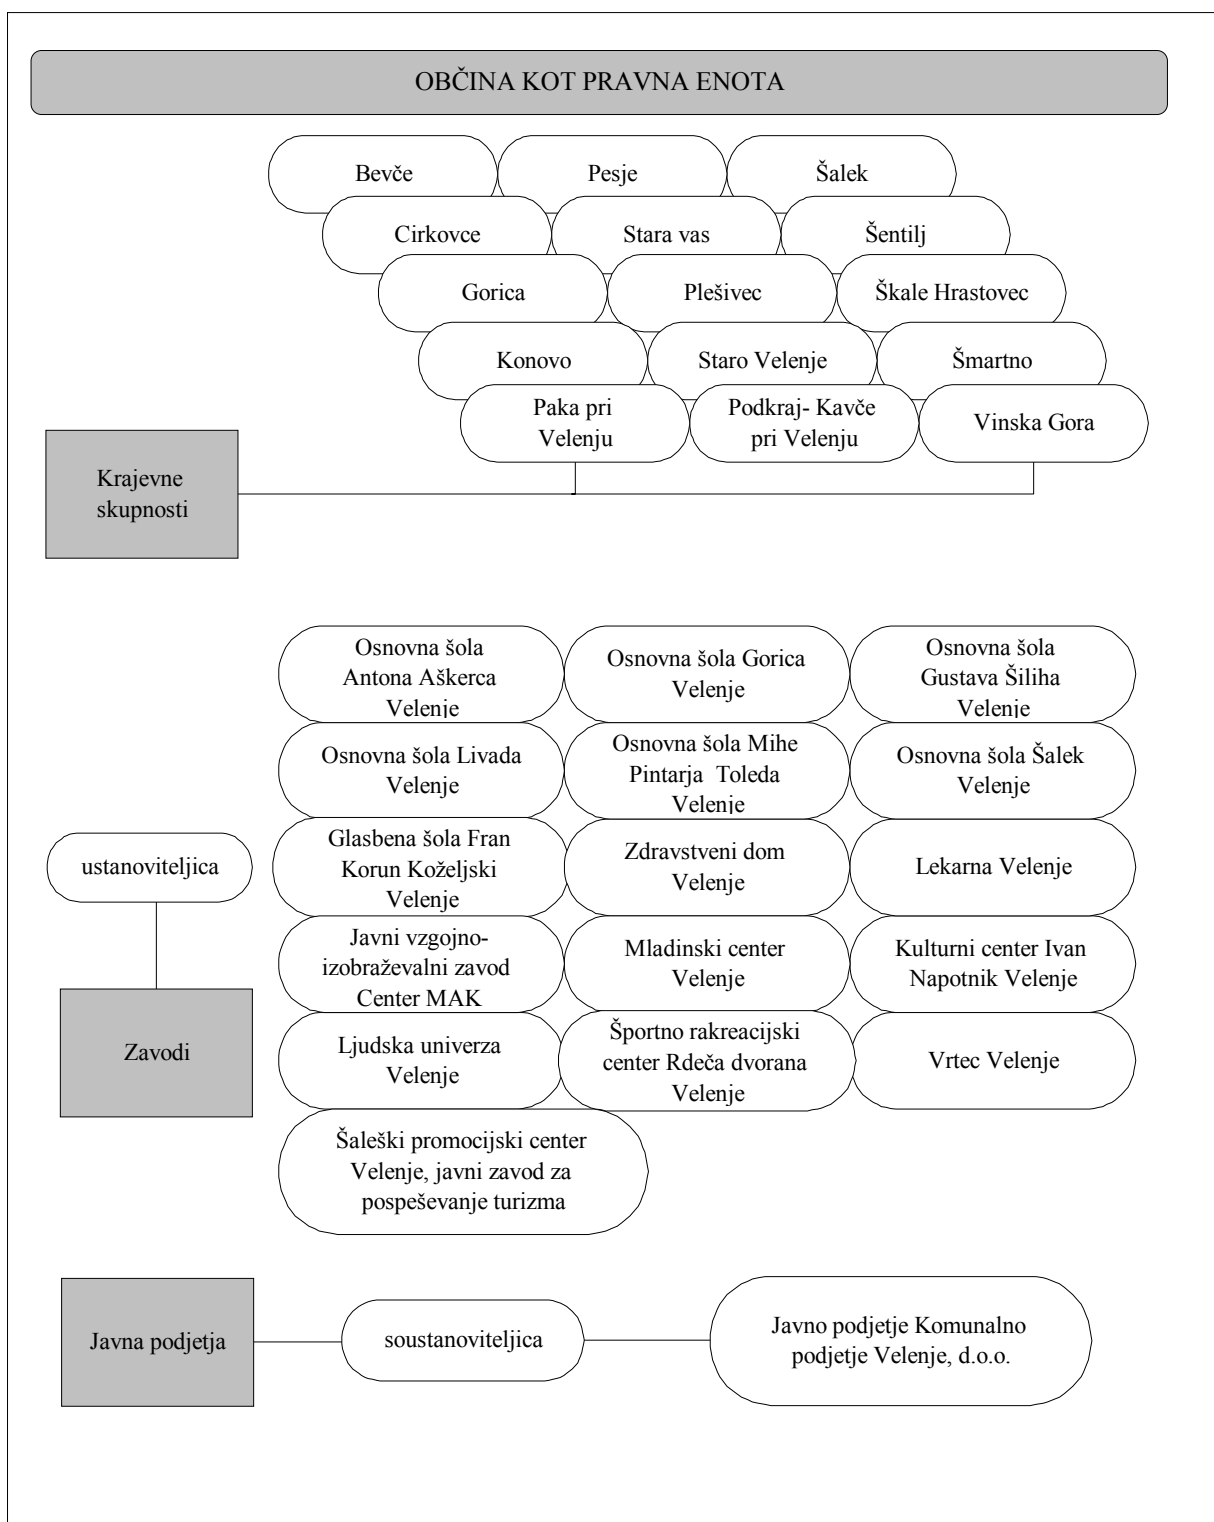 OBČINA KOT PRAVNA ENOTA
Bevče
Pesje
Šalek
Cirkovce
Stara vas
Šentilj
Gorica
Plešivec
Škale Hrastovec
Konovo
Staro Velenje
Šmartno
Paka pri
Velenju
Podkraj- Kavče
pri Velenju
Vinska Gora
Krajevne
skupnosti
Osnovna šola
Antona Aškerca
Velenje
Osnovna šola Gorica
Velenje
Osnovna šola
Gustava Šiliha
Velenje
Osnovna šola Livada
Velenje
Osnovna šola Mihe
Pintarja Toleda
Velenje
Osnovna šola Šalek
Velenje
ustanoviteljica
Glasbena šola Fran
Korun Koželjski
Velenje
Zdravstveni dom
Velenje
Lekarna Velenje
Javni vzgojno-
izobraževalni zavod
Center MAK
Mladinski center
Velenje
Kulturni center Ivan
Napotnik Velenje
Zavodi
Ljudska univerza
Velenje
Športno rakreacijski
center Rdeča dvorana
Velenje
Vrtec Velenje
Šaleški promocijski center
Velenje, javni zavod za
pospeševanje turizma
Javna podjetja
soustanoviteljica
Javno podjetje Komunalno
podjetje Velenje, d.o.o.